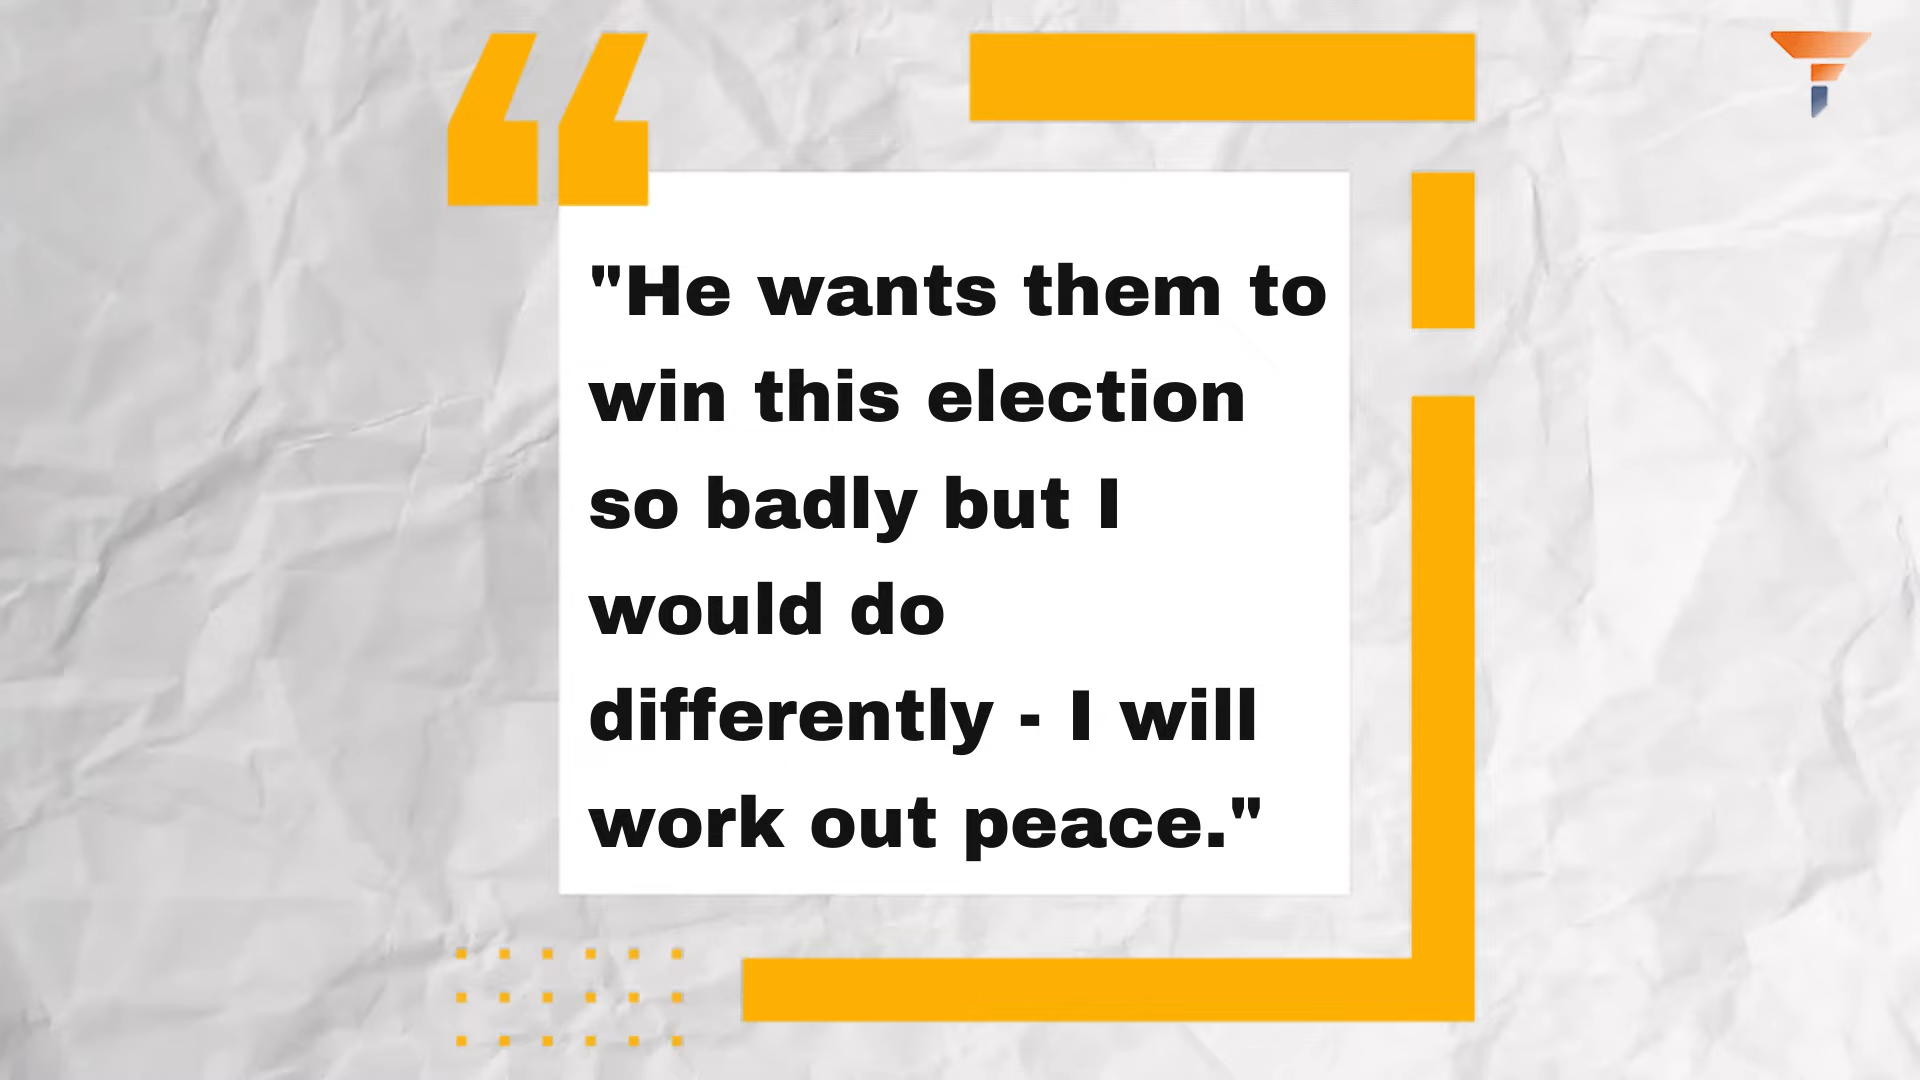 "He wants them to
win this election
so badly but I
would do
differently - I will
work out peace."